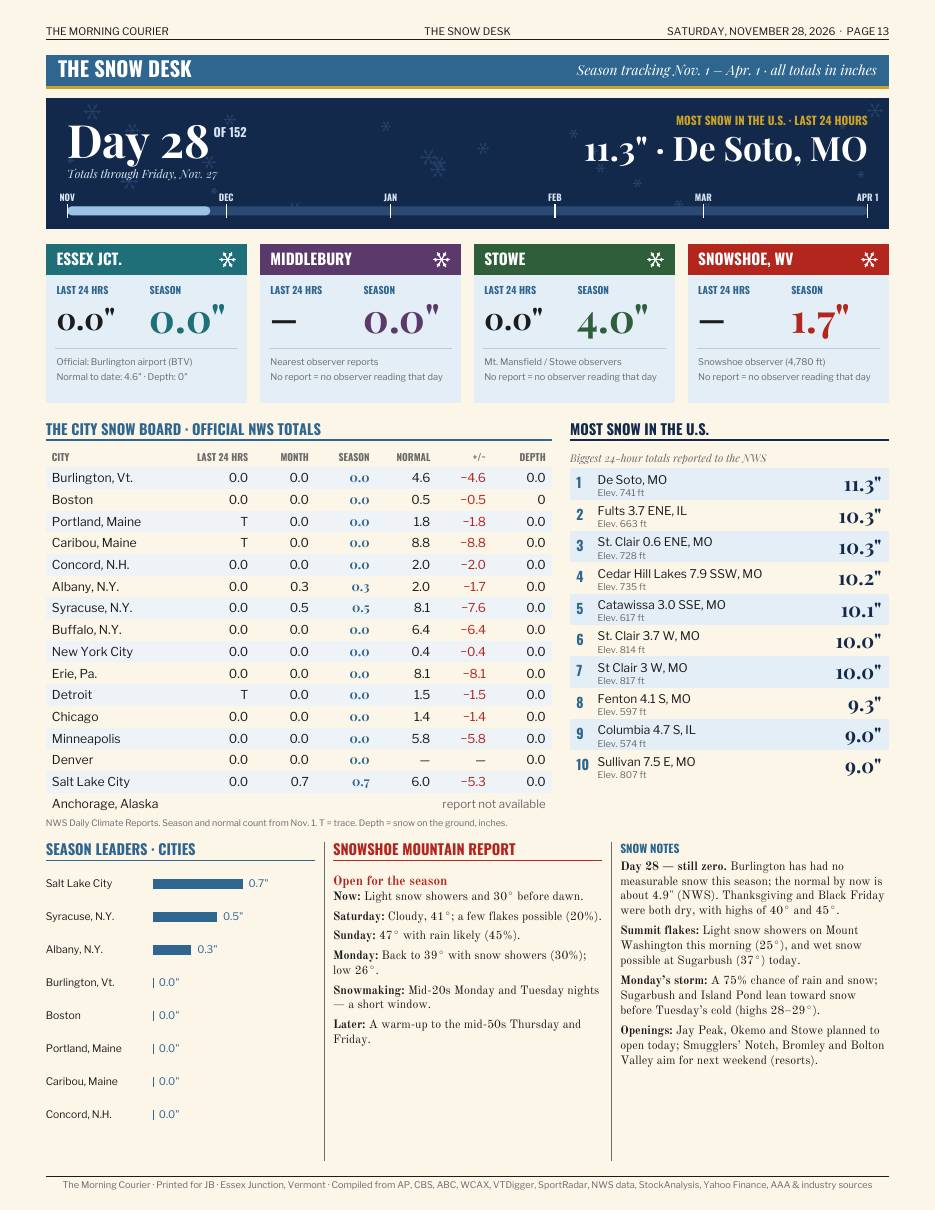 THE MORNING COURIER
THE SNOW DESK
SATURDAY, NOVEMBER 28, 2026 · PAGE 13
THE SNOW DESK
Season tracking Nov. 1 – Apr. 1 · all totals in inches
Day 28 OF 152
Totals through Friday, Nov. 27
MOST SNOW IN THE U.S. · LAST 24 HOURS
11.3" · De Soto, MO
NOV DEC JAN FEB MAR APR 1
ESSEX JCT.
LAST 24 HRS SEASON
0.0" 0.0"
Official: Burlington airport (BTV)
Normal to date: 4.6" · Depth: 0"
MIDDLEBURY
LAST 24 HRS SEASON
— 0.0"
Nearest observer reports
No report = no observer reading that day
STOWE
LAST 24 HRS SEASON
0.0" 4.0"
Mt. Mansfield / Stowe observers
No report = no observer reading that day
SNOWSHOE, WV
LAST 24 HRS SEASON
— 1.7"
Snowshoe observer (4,780 ft)
No report = no observer reading that day
THE CITY SNOW BOARD · OFFICIAL NWS TOTALS
CITY LAST 24 HRS MONTH SEASON NORMAL +/− DEPTH
Burlington, Vt. 0.0 0.0 0.0 4.6 −4.6 0.0
Boston 0.0 0.0 0.0 0.5 −0.5 0
Portland, Maine T 0.0 0.0 1.8 −1.8 0.0
Caribou, Maine T 0.0 0.0 8.8 −8.8 0.0
Concord, N.H. 0.0 0.0 0.0 2.0 −2.0 0.0
Albany, N.Y. 0.0 0.3 0.3 2.0 −1.7 0.0
Syracuse, N.Y. 0.0 0.5 0.5 8.1 −7.6 0.0
Buffalo, N.Y. 0.0 0.0 0.0 6.4 −6.4 0.0
New York City 0.0 0.0 0.0 0.4 −0.4 0.0
Erie, Pa. 0.0 0.0 0.0 8.1 −8.1 0.0
Detroit T 0.0 0.0 1.5 −1.5 0.0
Chicago 0.0 0.0 0.0 1.4 −1.4 0.0
Minneapolis 0.0 0.0 0.0 5.8 −5.8 0.0
Denver 0.0 0.0 0.0 — — 0.0
Salt Lake City 0.0 0.7 0.7 6.0 −5.3 0.0
Anchorage, Alaska report not available
NWS Daily Climate Reports. Season and normal count from Nov. 1. T = trace. Depth = snow on the ground, inches.
MOST SNOW IN THE U.S.
Biggest 24-hour totals reported to the NWS
1 De Soto, MO 11.3"
Elev. 741 ft
2 Fults 3.7 ENE, IL 10.3"
Elev. 663 ft
3 St. Clair 0.6 ENE, MO 10.3"
Elev. 728 ft
4 Cedar Hill Lakes 7.9 SSW, MO 10.2"
Elev. 735 ft
5 Catawissa 3.0 SSE, MO 10.1"
Elev. 617 ft
6 St. Clair 3.7 W, MO 10.0"
Elev. 814 ft
7 St Clair 3 W, MO 10.0"
Elev. 817 ft
8 Fenton 4.1 S, MO 9.3"
Elev. 597 ft
9 Columbia 4.7 S, IL 9.0"
Elev. 574 ft
10 Sullivan 7.5 E, MO 9.0"
Elev. 807 ft
SEASON LEADERS · CITIES
Salt Lake City 0.7"
Syracuse, N.Y. 0.5"
Albany, N.Y. 0.3"
Burlington, Vt. 0.0"
Boston 0.0"
Portland, Maine 0.0"
Caribou, Maine 0.0"
Concord, N.H. 0.0"
SNOWSHOE MOUNTAIN REPORT
Open for the season
Now: Light snow showers and 30° before dawn.
Saturday: Cloudy, 41°; a few flakes possible (20%).
Sunday: 47° with rain likely (45%).
Monday: Back to 39° with snow showers (30%);
low 26°.
Snowmaking: Mid-20s Monday and Tuesday nights
— a short window.
Later: A warm-up to the mid-50s Thursday and
Friday.
SNOW NOTES
Day 28 — still zero. Burlington has had no
measurable snow this season; the normal by now is
about 4.9" (NWS). Thanksgiving and Black Friday
were both dry, with highs of 40° and 45°.
Summit flakes: Light snow showers on Mount
Washington this morning (25°), and wet snow
possible at Sugarbush (37°) today.
Monday's storm: A 75% chance of rain and snow;
Sugarbush and Island Pond lean toward snow
before Tuesday's cold (highs 28–29°).
Openings: Jay Peak, Okemo and Stowe planned to
open today; Smugglers' Notch, Bromley and Bolton
Valley aim for next weekend (resorts).
The Morning Courier · Printed for JB · Essex Junction, Vermont · Compiled from AP, CBS, ABC, WCAX, VTDigger, SportRadar, NWS data, StockAnalysis, Yahoo Finance, AAA & industry sources